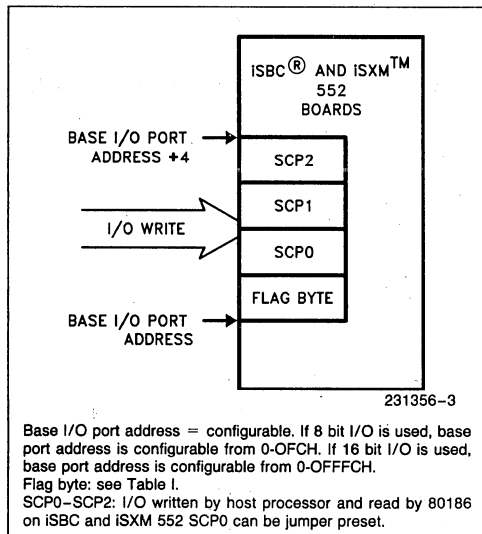 iSBC® AND iSXM™
552
BOARDS
BASE I/O PORT
ADDRESS +4
SCP2
SCP1
I/O WRITE
SCP0
FLAG BYTE
BASE I/O PORT
ADDRESS
231356-3
Base I/O port address = configurable. If 8 bit I/O is used, base
port address is configurable from 0-OFCH. If 16 bit I/O is used,
base port address is configurable from 0-OFFFCH.
Flag byte: see Table I.
SCP0–SCP2: I/O written by host processor and read by 80186
on iSBC and iSXM 552 SCP0 can be jumper preset.